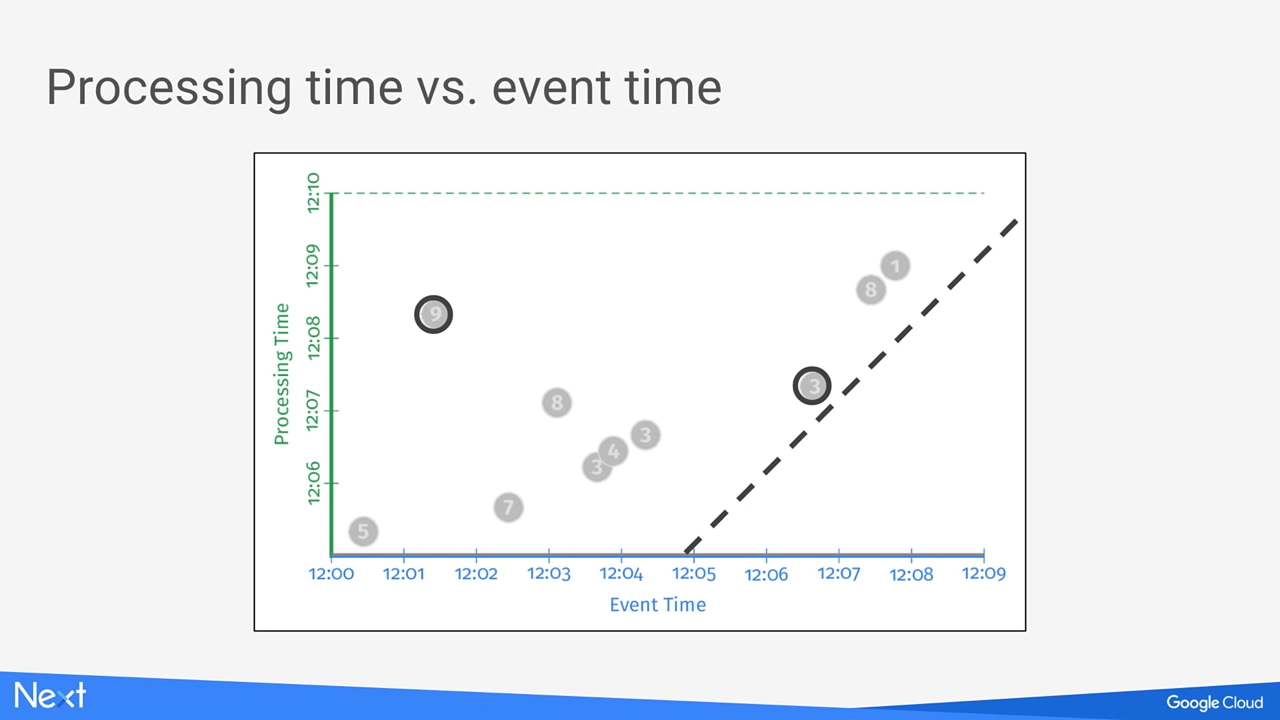 Processing time vs. event time
12:10
12:09
12:08
12:07
12:06
Processing Time
1
8
9
3
8
3
4
3
7
5
12:00 12:01 12:02 12:03 12:04 12:05 12:06 12:07 12:08 12:09
Event Time
Next
Google Cloud